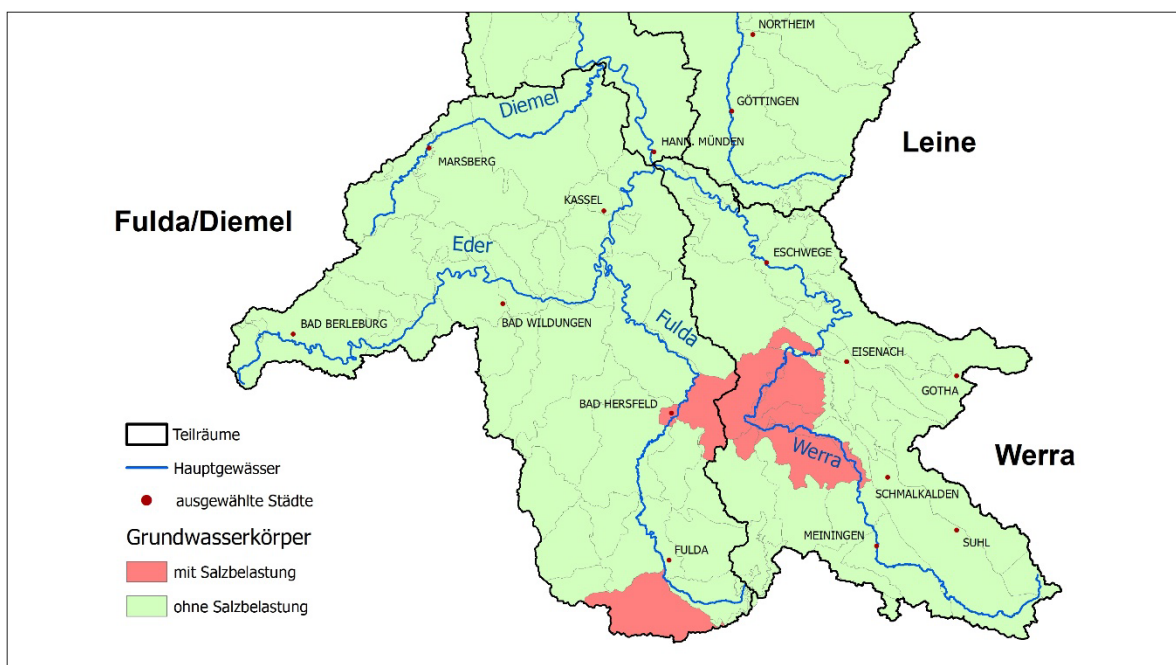 NORTHEIM
Diemel
GÖTTINGEN
Leine
HANN. MÜNDEN
MARSBERG
KASSEL
Fulda/Diemel
Eder
ESCHWEGE
BAD BERLEBURG
BAD WILDUNGEN
Fulda
EISENACH
GOTHA
BAD HERSFELD
Werra
Werra
SCHMALKALDEN
MEININGEN
SUHL
FULDA
Teilräume
Hauptgewässer
ausgewählte Städte
Grundwasserkörper
mit Salzbelastung
ohne Salzbelastung